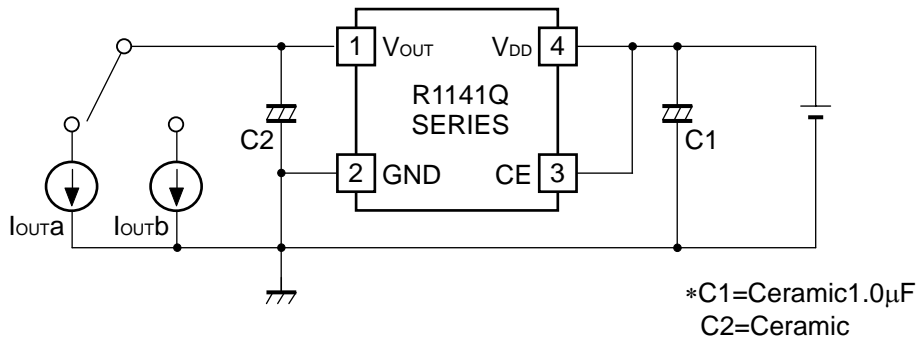 1 VOUT VDD 4
R1141Q
SERIES
C2 C1
2 GND CE 3
IOUTa IOUTb
*C1=Ceramic1.0μF
C2=Ceramic